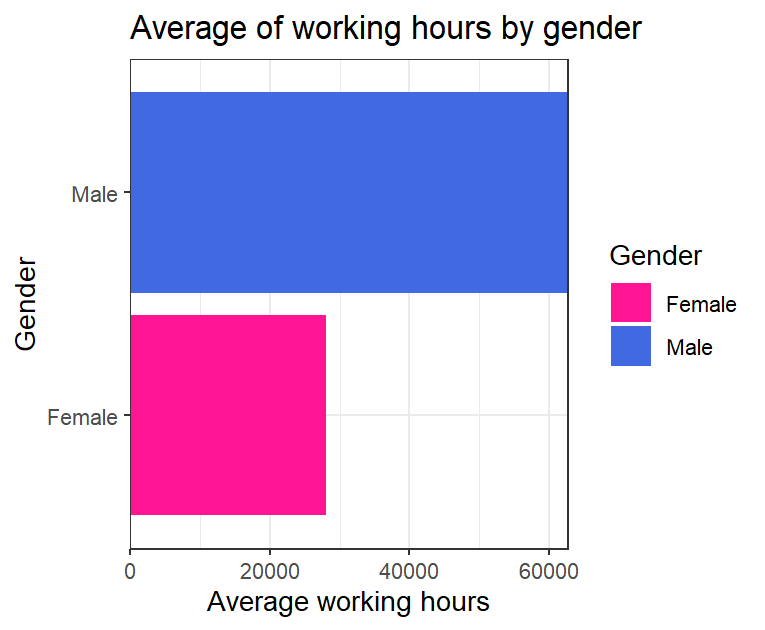 Average of working hours by gender
Gender
Male
Female
0 20000 40000 60000
Average working hours
Gender
Female
Male